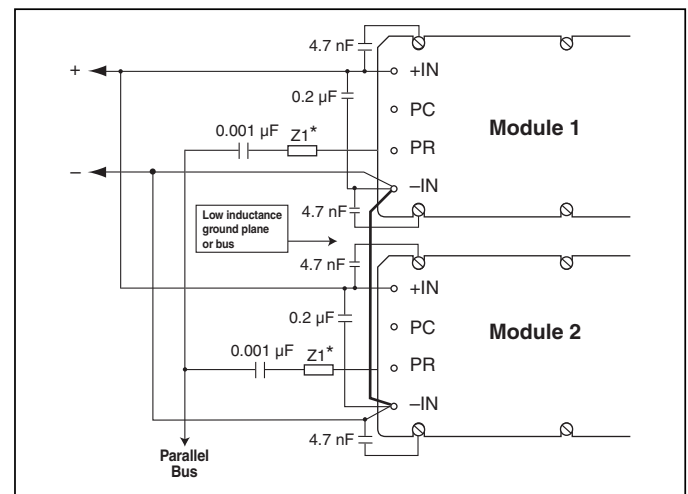 4.7 nF
+
+IN
0.2 µF
PC
Module 1
0.001 µF
Z1*
PR
–
–IN
4.7 nF
Low inductance
ground plane
or bus
4.7 nF
+IN
0.2 µF
PC
Module 2
0.001 µF
Z1*
PR
–IN
4.7 nF
Parallel
Bus